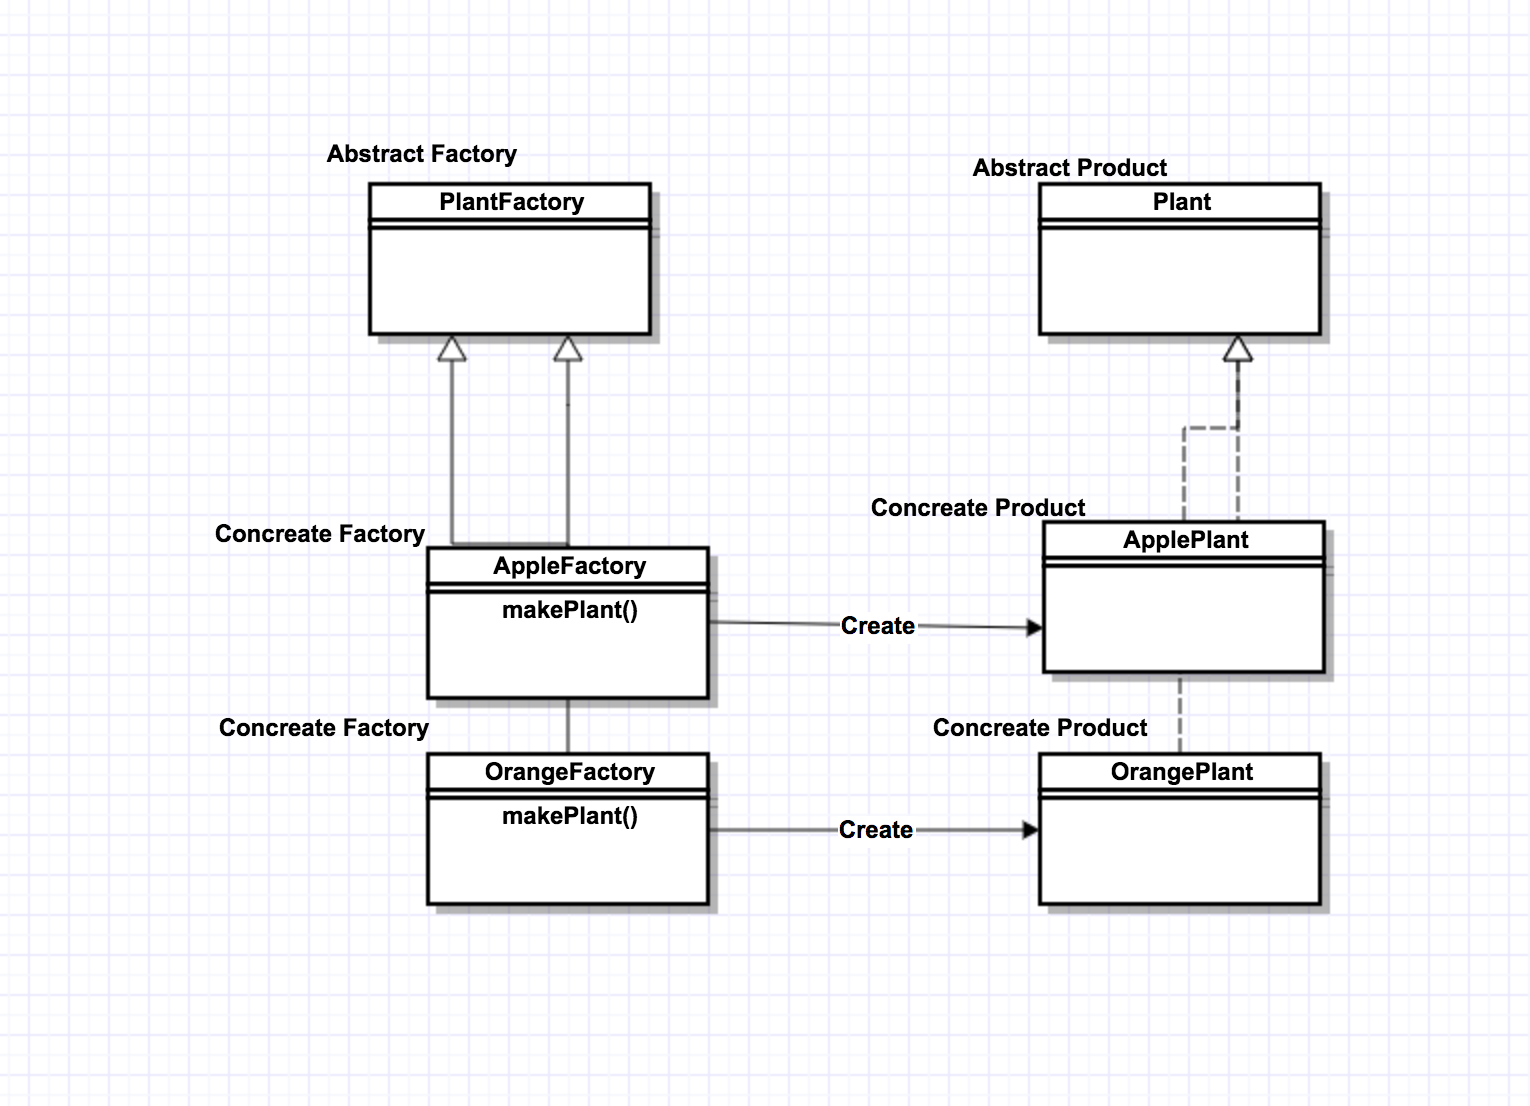 Abstract Factory
PlantFactory
Abstract Product
Plant
Concreate Factory
AppleFactory
makePlant()
Create
Concreate Product
ApplePlant
Concreate Factory
OrangeFactory
makePlant()
Create
Concreate Product
OrangePlant